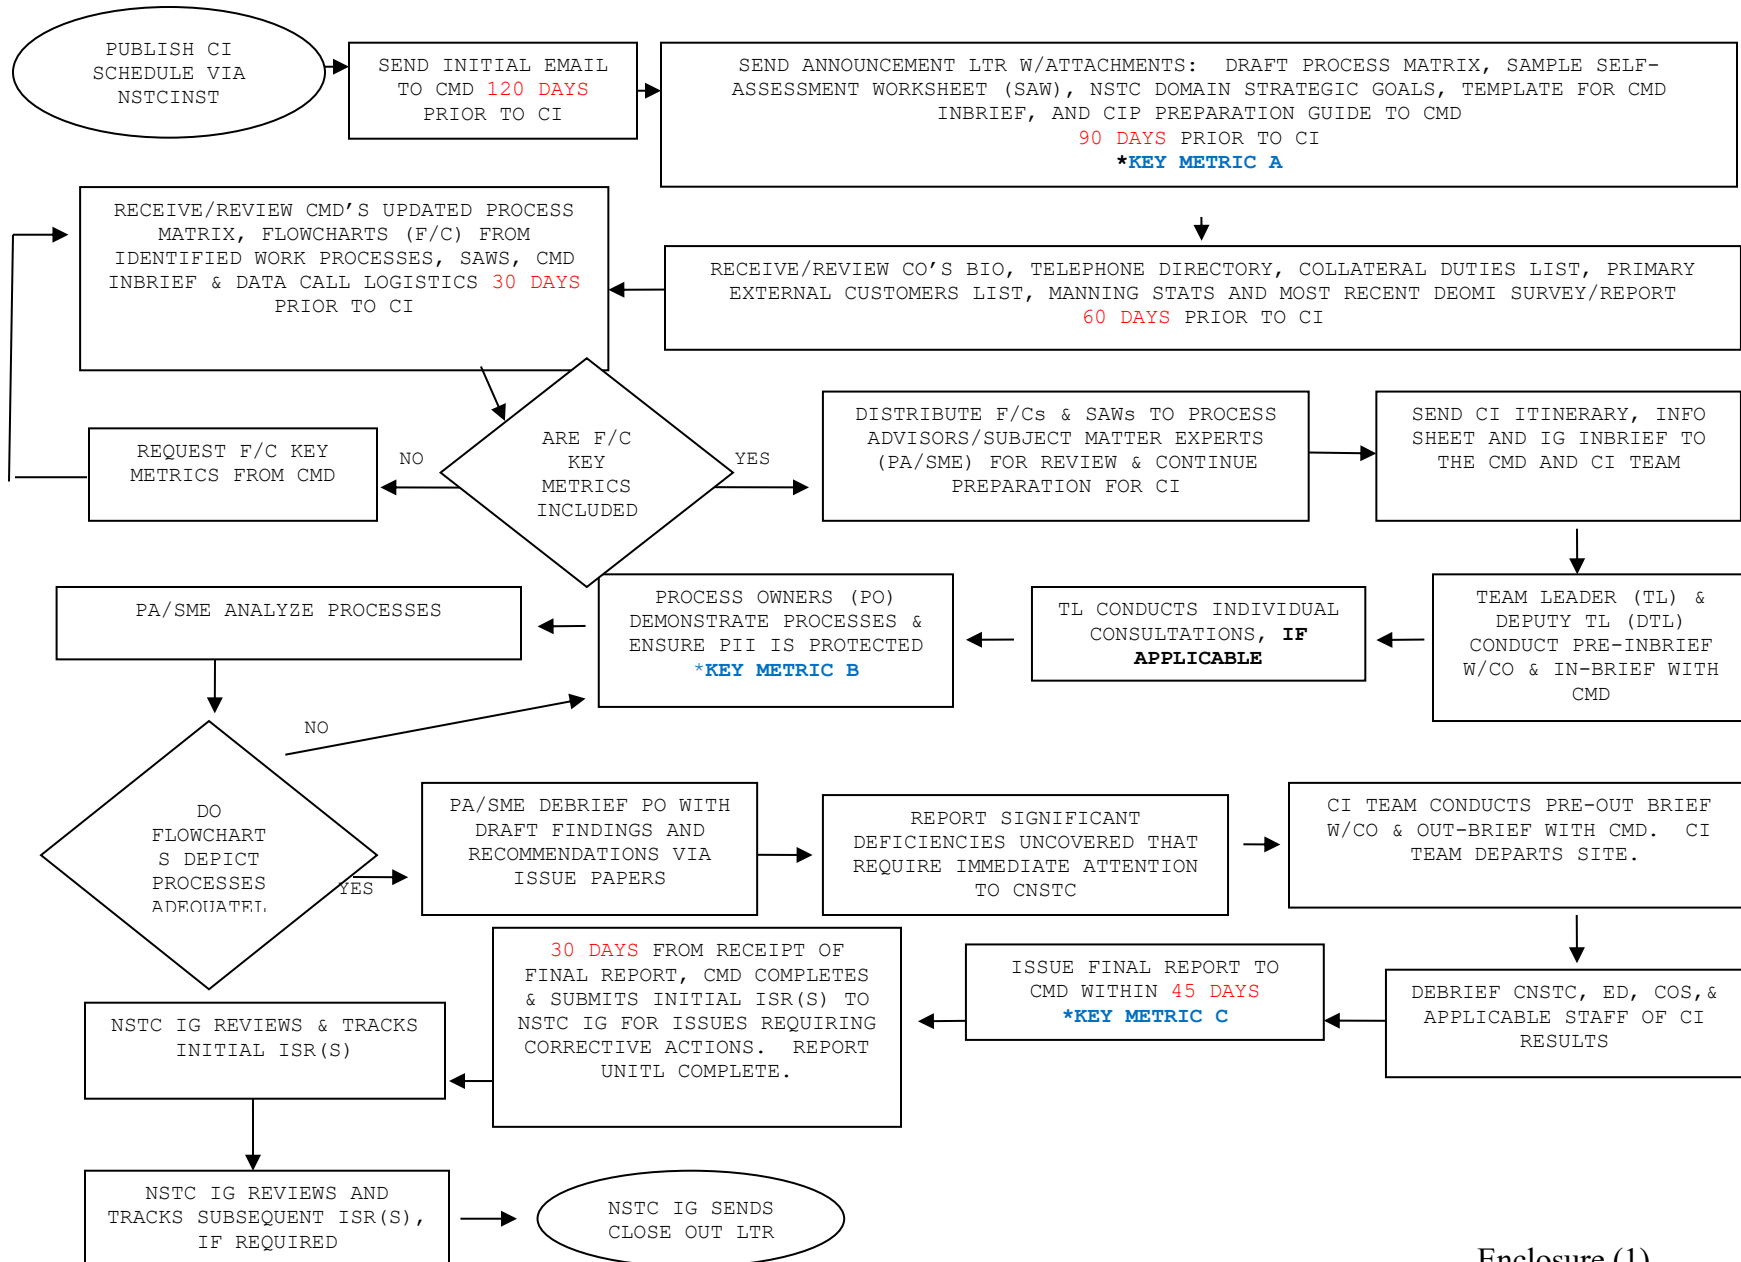 PUBLISH CI
SCHEDULE VIA
NSTCINST
SEND INITIAL EMAIL
TO CMD 120 DAYS
PRIOR TO CI
SEND ANNOUNCEMENT LTR W/ATTACHMENTS: DRAFT PROCESS MATRIX, SAMPLE SELF-
ASSESSMENT WORKSHEET (SAW), NSTC DOMAIN STRATEGIC GOALS, TEMPLATE FOR CMD
INBRIEF, AND CIP PREPARATION GUIDE TO CMD
90 DAYS PRIOR TO CI
*KEY METRIC A
RECEIVE/REVIEW CO'S BIO, TELEPHONE DIRECTORY, COLLATERAL DUTIES LIST, PRIMARY
EXTERNAL CUSTOMERS LIST, MANNING STATS AND MOST RECENT DEOMI SURVEY/REPORT
60 DAYS PRIOR TO CI
RECEIVE/REVIEW CMD'S UPDATED PROCESS
MATRIX, FLOWCHARTS (F/C) FROM
IDENTIFIED WORK PROCESSES, SAWS, CMD
INBRIEF & DATA CALL LOGISTICS 30 DAYS
PRIOR TO CI
ARE F/C
KEY
METRICS
INCLUDED
NO
REQUEST F/C KEY
METRICS FROM CMD
YES
DISTRIBUTE F/Cs & SAWs TO PROCESS
ADVISORS/SUBJECT MATTER EXPERTS
(PA/SME) FOR REVIEW & CONTINUE
PREPARATION FOR CI
SEND CI ITINERARY, INFO
SHEET AND IG INBRIEF TO
THE CMD AND CI TEAM
TEAM LEADER (TL) &
DEPUTY TL (DTL)
CONDUCT PRE-INBRIEF
W/CO & IN-BRIEF WITH
CMD
TL CONDUCTS INDIVIDUAL
CONSULTATIONS, IF
APPLICABLE
PROCESS OWNERS (PO)
DEMONSTRATE PROCESSES &
ENSURE PII IS PROTECTED
*KEY METRIC B
PA/SME ANALYZE PROCESSES
DO
FLOWCHART
S DEPICT
PROCESSES
ADEQUATEL
NO
YES
PA/SME DEBRIEF PO WITH
DRAFT FINDINGS AND
RECOMMENDATIONS VIA
ISSUE PAPERS
REPORT SIGNIFICANT
DEFICIENCIES UNCOVERED THAT
REQUIRE IMMEDIATE ATTENTION
TO CNSTC
CI TEAM CONDUCTS PRE-OUT BRIEF
W/CO & OUT-BRIEF WITH CMD. CI
TEAM DEPARTS SITE.
DEBRIEF CNSTC, ED, COS,&
APPLICABLE STAFF OF CI
RESULTS
ISSUE FINAL REPORT TO
CMD WITHIN 45 DAYS
*KEY METRIC C
30 DAYS FROM RECEIPT OF
FINAL REPORT, CMD COMPLETES
& SUBMITS INITIAL ISR(S) TO
NSTC IG FOR ISSUES REQUIRING
CORRECTIVE ACTIONS. REPORT
UNITL COMPLETE.
NSTC IG REVIEWS & TRACKS
INITIAL ISR(S)
NSTC IG REVIEWS AND
TRACKS SUBSEQUENT ISR(S),
IF REQUIRED
NSTC IG SENDS
CLOSE OUT LTR
Enclosure (1)